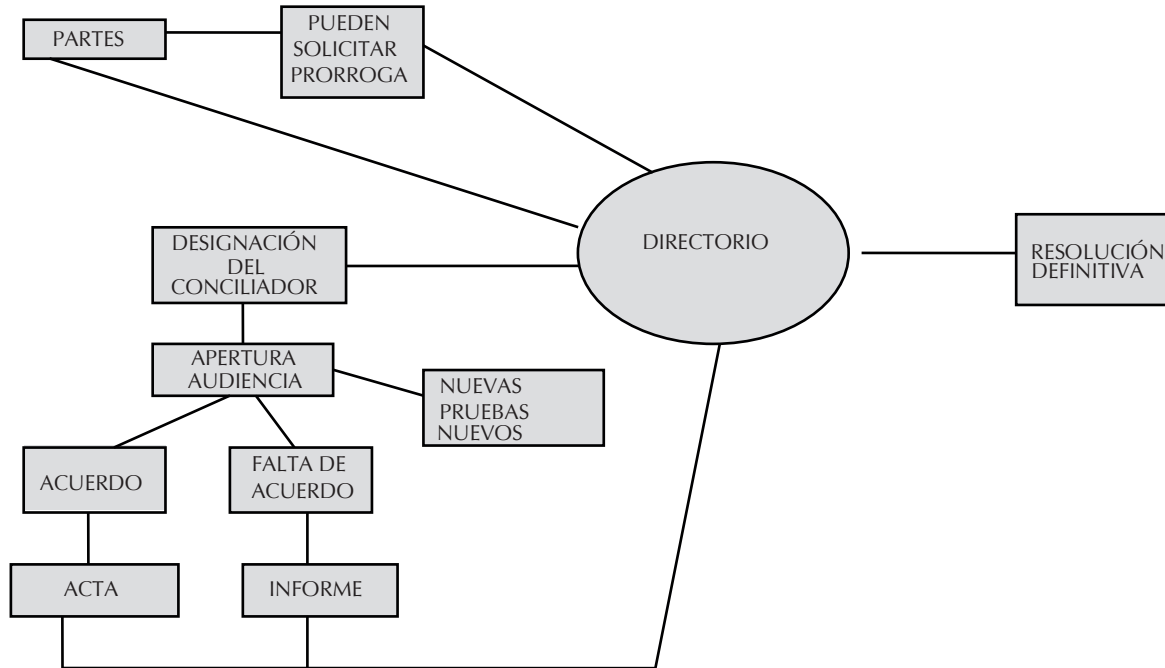 PARTES
PUEDEN
SOLICITAR
PRORROGA
DIRECTORIO
RESOLUCIÓN
DEFINITIVA
DESIGNACIÓN
DEL
CONCILIADOR
APERTURA
AUDIENCIA
NUEVAS
PRUEBAS
NUEVOS
ACUERDO
FALTA DE
ACUERDO
ACTA
INFORME